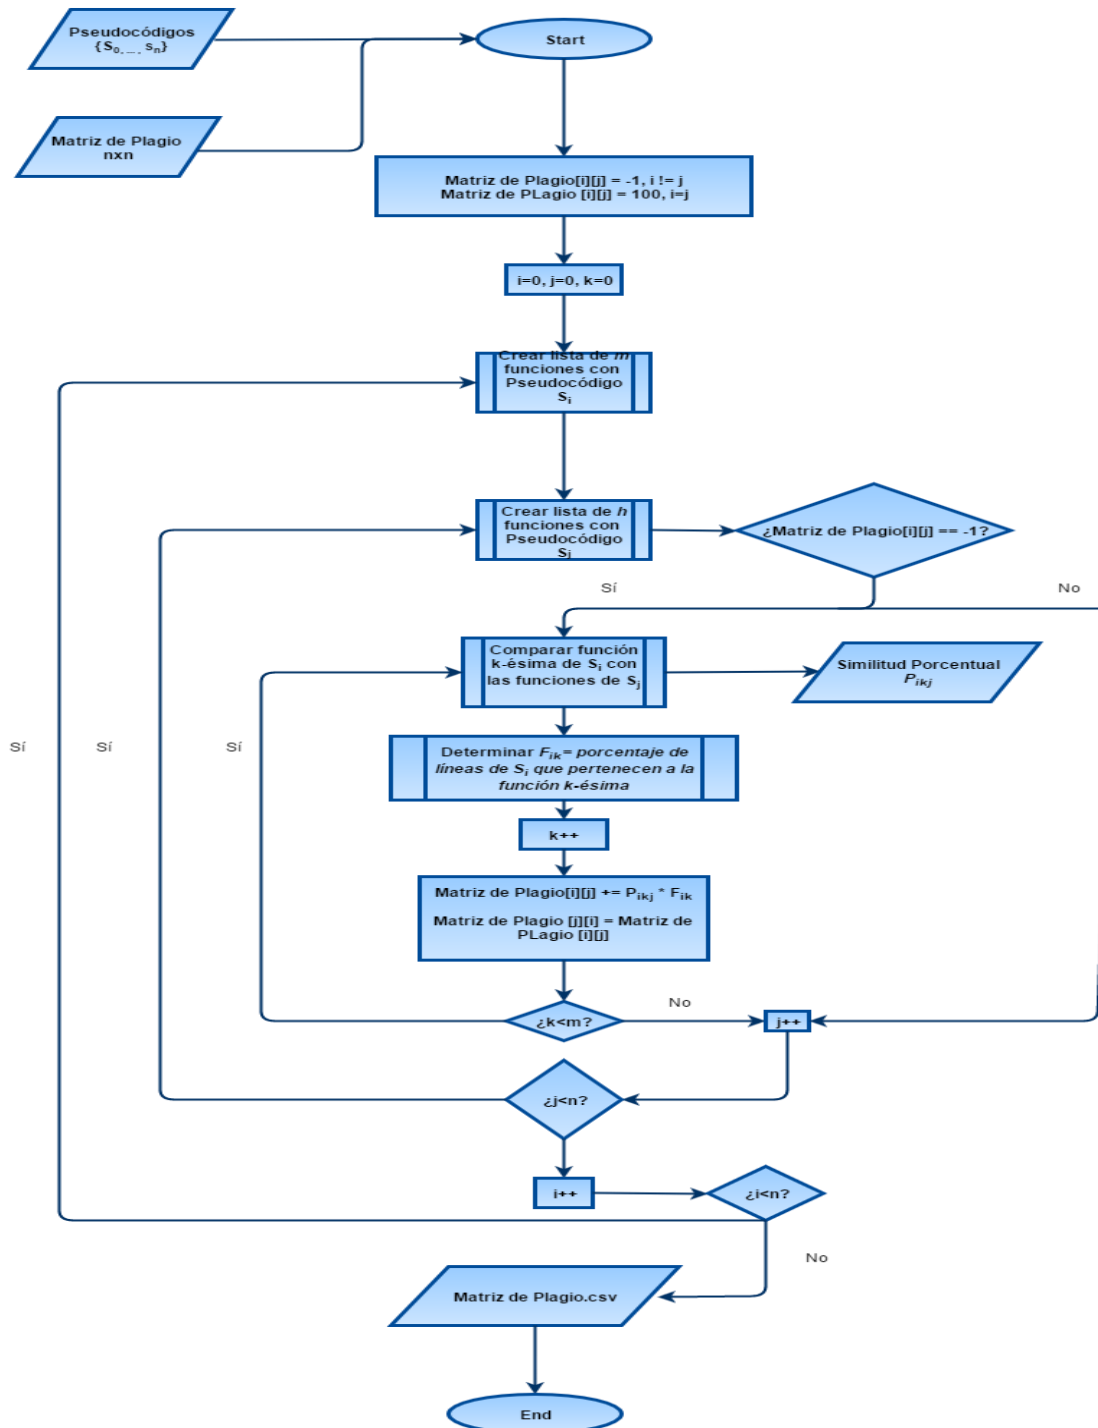 Pseudocódigos
{S0, ... , sn}
Start
Matriz de Plagio
nxn
Matriz de Plagio[i][j] = -1, i != j
Matriz de PLagio [i][j] = 100, i=j
i=0, j=0, k=0
Crear lista de m
funciones con
Pseudocódigo
Si
Crear lista de h
funciones con
Pseudocódigo
Sj
¿Matriz de Plagio[i][j] == -1?
Sí
No
Comparar función
k-ésima de Si con
las funciones de Sj
Similitud Porcentual
Pikj
Sí
Sí
Sí
Determinar Fik= porcentaje de
líneas de Si que pertenecen a la
función k-ésima
k++
Matriz de Plagio[i][j] += Pikj * Fik
Matriz de Plagio [j][i] = Matriz de
PLagio [i][j]
No
¿k<m?
j++
¿j<n?
i++
¿i<n?
No
Matriz de Plagio.csv
End